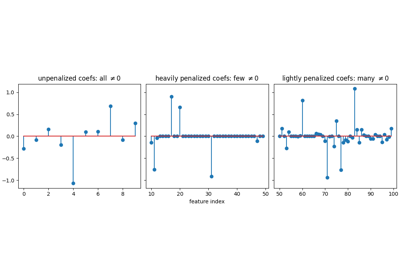 unpenalized coefs: all ≠0
heavily penalized coefs: few ≠0
lightly penalized coefs: many ≠0
1.0
0.5
0.0
−0.5
−1.0
0 2 4 6 8
10 20 30 40 50
50 60 70 80 90 100
feature index